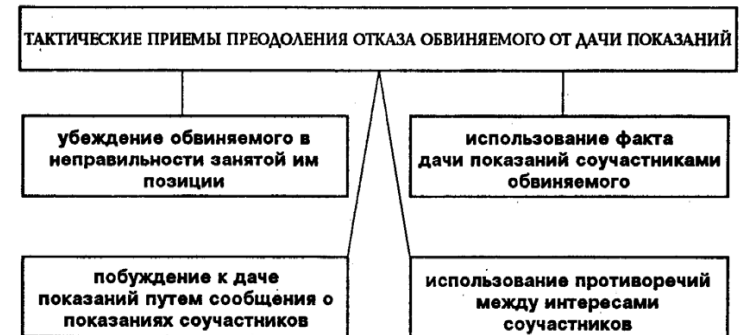 ТАКТИЧЕСКИЕ ПРИЕМЫ ПРЕОДОЛЕНИЯ ОТКАЗА ОБВИНЯЕМОГО ОТ ДАЧИ ПОКАЗАНИЙ
убеждение обвиняемого в
неправильности занятой им
позиции
использование факта
дачи показаний соучастниками
обвиняемого
побуждение к даче
показаний путем сообщения о
показаниях соучастников
использование противоречий
между интересами
соучастников